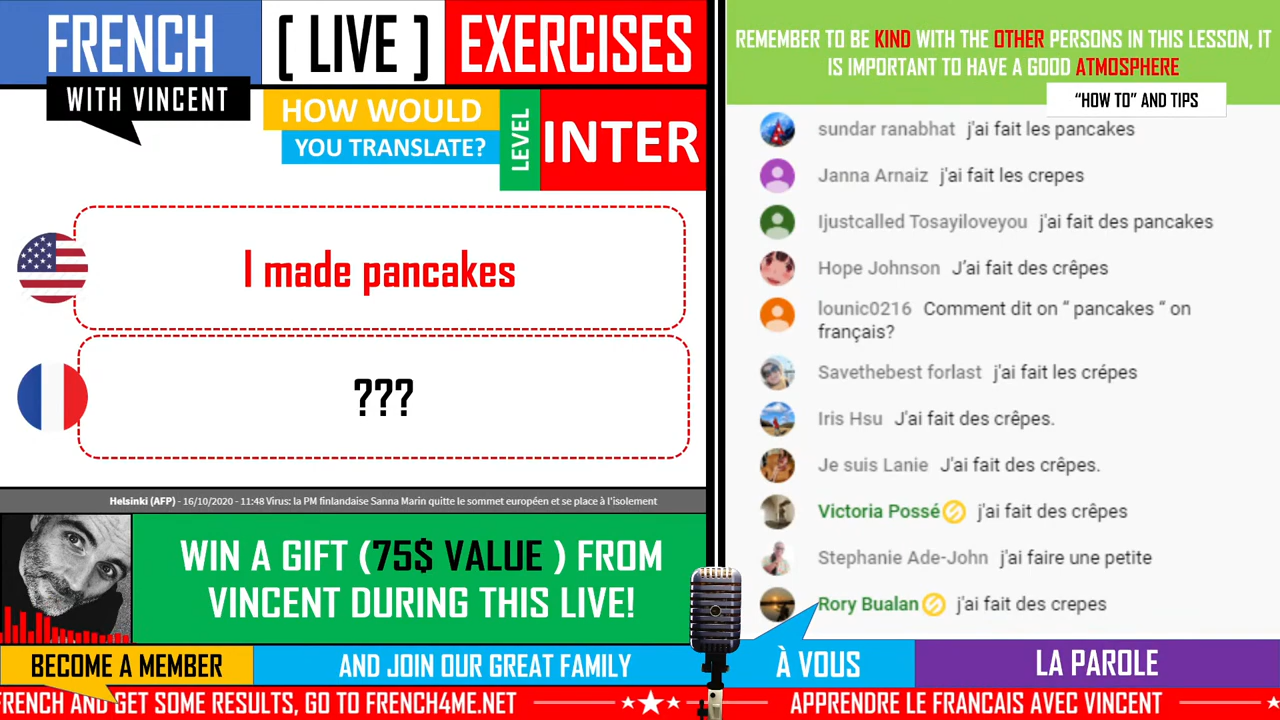 FRENCH
WITH VINCENT
[ LIVE ]
EXERCISES
HOW WOULD
YOU TRANSLATE?
LEVEL
INTER
I made pancakes
???
Helsinki (AFP) - 16/10/2020 - 11:48 Virus: la PM finlandaise Sanna Marin quitte le sommet européen et se place à l'isolement
WIN A GIFT (75$ VALUE ) FROM
VINCENT DURING THIS LIVE!
BECOME A MEMBER
AND JOIN OUR GREAT FAMILY
REMEMBER TO BE KIND WITH THE OTHER PERSONS IN THIS LESSON, IT
IS IMPORTANT TO HAVE A GOOD ATMOSPHERE
“HOW TO” AND TIPS
sundar ranabhat j'ai fait les pancakes
Janna Arnaiz j'ai fait les crepes
Ijustcalled Tosayiloveyou j'ai fait des pancakes
Hope Johnson J’ai fait des crêpes
lounic0216 Comment dit on “ pancakes “ on
français?
Savethebest forlast j'ai fait les crépes
Iris Hsu J'ai fait des crêpes.
Je suis Lanie J'ai fait des crêpes.
Victoria Possé j'ai fait des crêpes
Stephanie Ade-John j'ai faire une petite
Rory Bualan j'ai fait des crepes
À VOUS
LA PAROLE
FRENCH AND GET SOME RESULTS, GO TO FRENCH4ME.NET
APPRENDRE LE FRANCAIS AVEC VINCENT